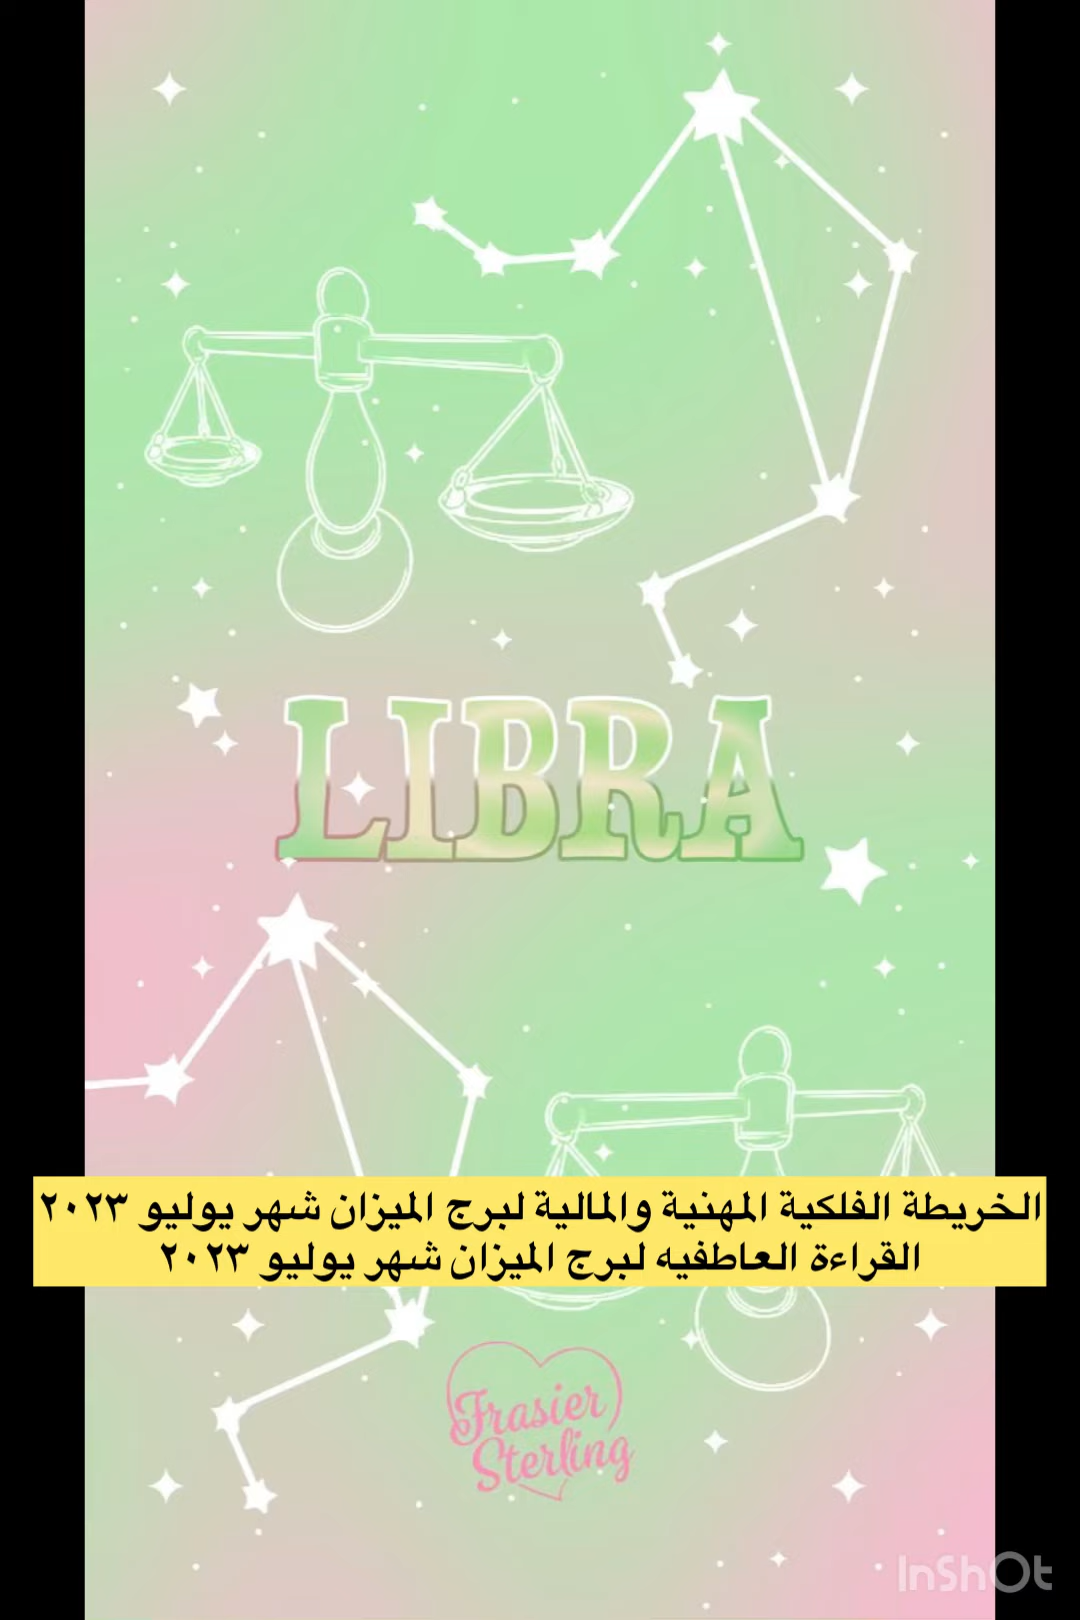 LIBRA
الخريطة الفلكية المهنية والمالية لبرج الميزان شهر يوليو ٢٠٢٣
القراءة العاطفيه لبرج الميزان شهر يوليو ٢٠٢٣
Frasier
Sterling
InShOt